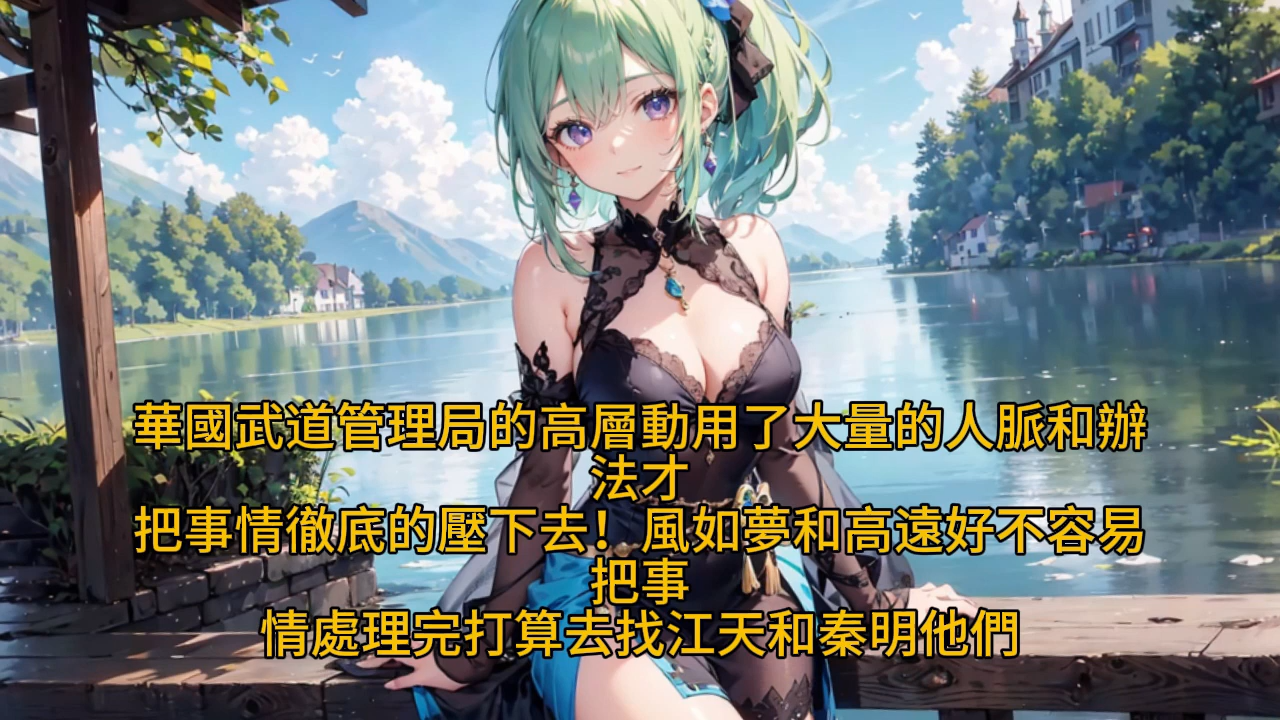 華國武道管理局的高層動用了大量的人脈和辦
法才
把事情徹底的壓下去！風如夢和高遠好不容易
把事
情處理完打算去找江天和秦明他們